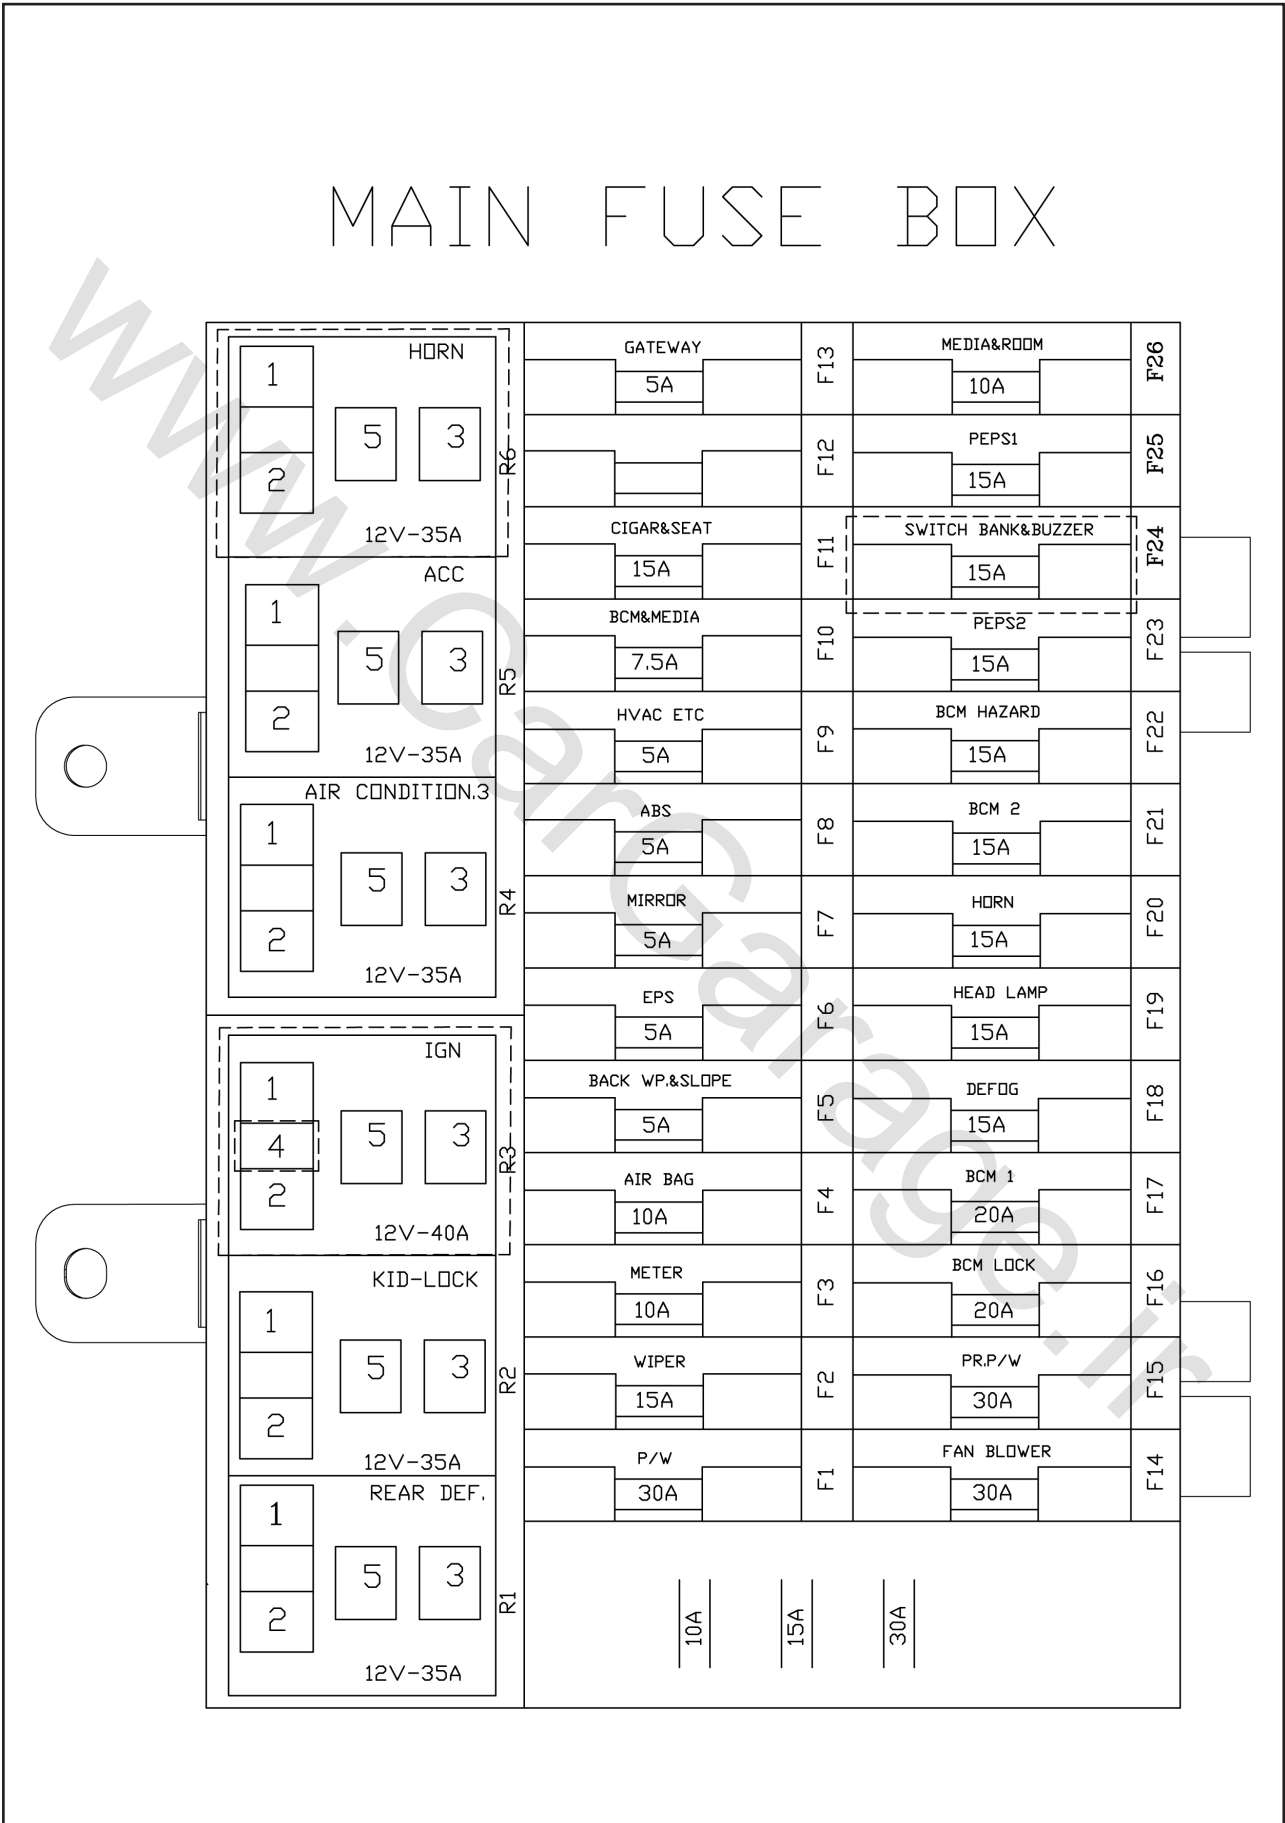 MAIN FUSE BOX
HORN
1
5
3
2
R6
12V-35A
ACC
1
5
3
2
R5
12V-35A
AIR CONDITION.3
1
5
3
2
R4
12V-35A
IGN
1
4
5
3
2
R3
12V-40A
KID-LOCK
1
5
3
2
R2
12V-35A
REAR DEF.
1
5
3
2
R1
12V-35A
GATEWAY
5A
F13
F12
CIGAR&SEAT
15A
F11
BCM&MEDIA
7.5A
F10
HVAC ETC
5A
F9
ABS
5A
F8
MIRROR
5A
F7
EPS
5A
F6
BACK WP.&SLOPE
5A
F5
AIR BAG
10A
F4
METER
10A
F3
WIPER
15A
F2
P/W
30A
F1
MEDIA&ROOM
10A
F26
PEPS1
15A
F25
SWITCH BANK&BUZZER
15A
F24
PEPS2
15A
F23
BCM HAZARD
15A
F22
BCM 2
15A
F21
HORN
15A
F20
HEAD LAMP
15A
F19
DEFOG
15A
F18
BCM 1
20A
F17
BCM LOCK
20A
F16
PR.P/W
30A
F15
FAN BLOWER
30A
F14
10A
15A
30A
www.CarGarage.ir